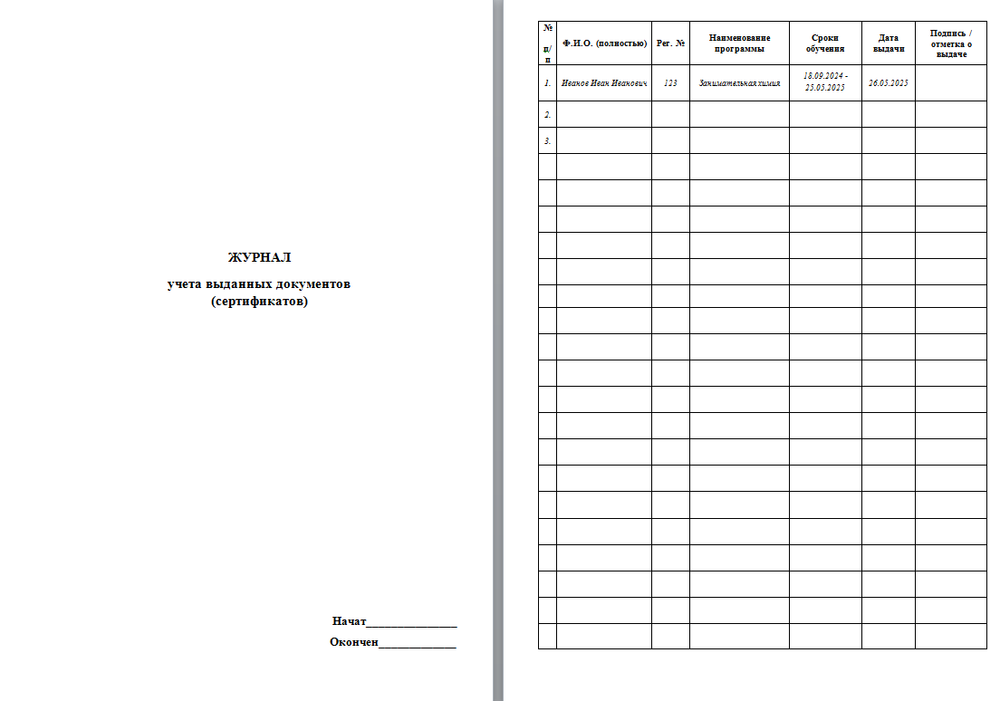 ЖУРНАЛ
учета выданных документов
(сертификатов)
Начат_______________
Окончен_____________
№
п/
п
Ф.И.О. (полностью)
Рег. №
Наименование
программы
Сроки
обучения
Дата
выдачи
Подпись /
отметка о
выдаче
1.
Иванов Иван Иванович
123
Занимательная химия
18.09.2024 -
25.05.2025
26.05.2025
2.
3.